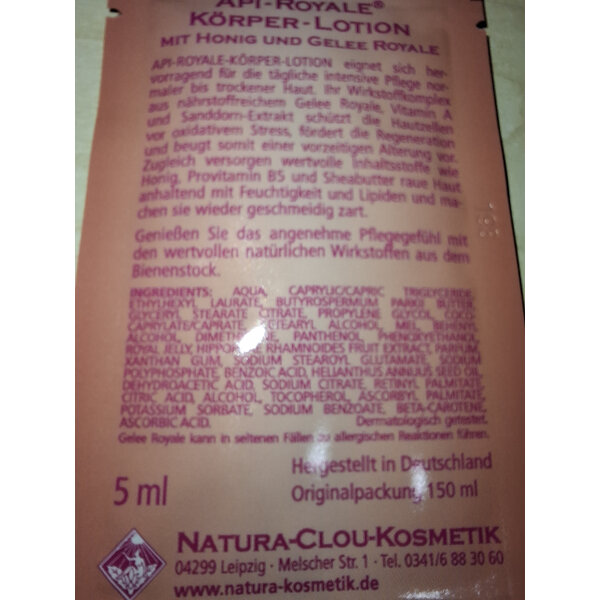 API-ROYALE®
KÖRPER-LOTION
MIT HONIG UND GELEE ROYALE
API-ROYALE-KÖRPER-LOTION eignet sich her-
vorragend für die tägliche intensive Pflege nor-
maler bis trockener Haut. Ihr Wirkstoffkomplex
aus nährstoffreichem Gelee Royale, Vitamin A
und Sanddorn-Extrakt schützt die Hautzellen
vor oxidativem Stress, fördert die Regeneration
und beugt somit einer vorzeitigen Alterung vor.
Zugleich versorgen wertvolle Inhaltsstoffe wie
Honig, Provitamin B5 und Sheabutter raue Haut
anhaltend mit Feuchtigkeit und Lipiden und ma-
chen sie wieder geschmeidig zart.
Genießen Sie das angenehme Pflegegefühl mit
den wertvollen natürlichen Wirkstoffen aus dem
Bienenstock.
INGREDIENTS: AQUA, CAPRYLIC/CAPRIC TRIGLYCERIDE,
ETHYLHEXYL LAURATE, BUTYROSPERMUM PARKII BUTTER,
GLYCERYL STEARATE CITRATE, PROPYLENE GLYCOL, COCO-
CAPRYLATE/CAPRATE, CETEARYL ALCOHOL, MEL, BEHENYL
ALCOHOL, PANTHENOL, PHENOXYETHANOL,
ROYAL JELLY, HIPPOPHAE RHAMNOIDES FRUIT EXTRACT, PARFUM,
XANTHAN GUM, SODIUM STEAROYL GLUTAMATE, SODIUM
POLYPHOSPHATE, BENZOIC ACID, HELIANTHUS ANNUUS SEED OIL,
DEHYDROACETIC ACID, SODIUM CITRATE, RETINYL PALMITATE,
CITRIC ACID, ALCOHOL, TOCOPHEROL, ASCORBYL PALMITATE,
POTASSIUM SORBATE, SODIUM BENZOATE, BETA-CAROTENE,
ASCORBIC ACID. Dermatologisch getestet.
Gelee Royale kann in seltenen Fällen zu allergischen Reaktionen führen.
Hergestellt in Deutschland
5 ml Originalpackung 150 ml
NATURA-CLOU-KOSMETIK
04299 Leipzig · Melscher Str. 1 · Tel. 0341/6 88 30 60
www.natura-kosmetik.de